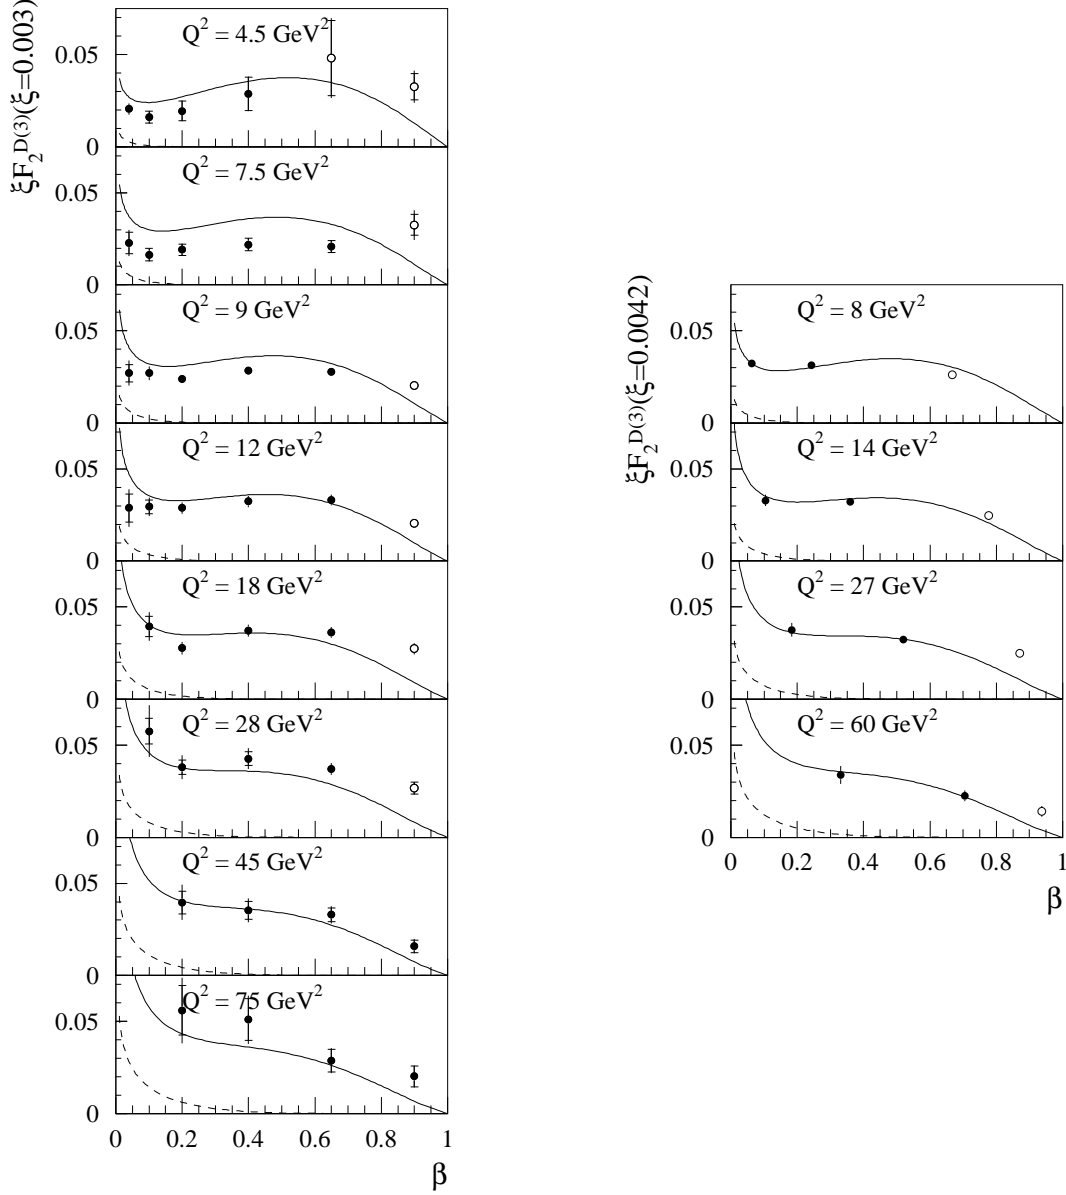 ξF₂ᴰ⁽³⁾(ξ=0.003)
Q² = 4.5 GeV²
0.05
0
Q² = 7.5 GeV²
0.05
0
Q² = 9 GeV²
0.05
0
Q² = 12 GeV²
0.05
0
Q² = 18 GeV²
0.05
0
Q² = 28 GeV²
0.05
0
Q² = 45 GeV²
0.05
0
Q² = 75 GeV²
0.05
0
0 0.2 0.4 0.6 0.8 1
β
ξF₂ᴰ⁽³⁾(ξ=0.0042)
Q² = 8 GeV²
0.05
0
Q² = 14 GeV²
0.05
0
Q² = 27 GeV²
0.05
0
Q² = 60 GeV²
0.05
0
0 0.2 0.4 0.6 0.8 1
β